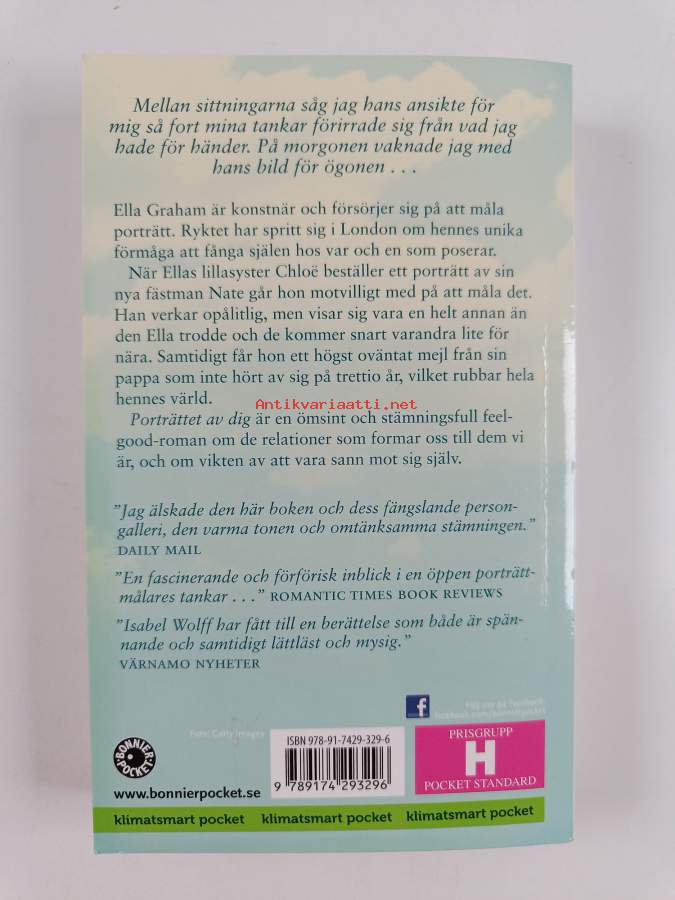 Mellan sittningarna såg jag hans ansikte för
mig så fort mina tankar förirrade sig från vad jag
hade för händer. På morgonen vaknade jag med
hans bild för ögonen . . .
Ella Graham är konstnär och försörjer sig på att måla
porträtt. Ryktet har spritt sig i London om hennes unika
förmåga att fånga själen hos var och en som poserar.
När Ellas lillasyster Chloë beställer ett porträtt av sin
nya fästman Nate går hon motvilligt med på att måla det.
Han verkar opålitlig, men visar sig vara en helt annan än
den Ella trodde och de kommer snart varandra lite för
nära. Samtidigt får hon ett högst oväntat mejl från sin
pappa som inte hört av sig på trettio år, vilket rubbar hela
hennes värld.
Antikvariaatti.net
Porträttet av dig är en ömsint och stämningsfull feel-
good-roman om de relationer som formar oss till dem vi
är, och om vikten av att vara sann mot sig själv.
"Jag älskade den här boken och dess fängslande person-
galleri, den varma tonen och omtänksamma stämningen."
DAILY MAIL
"En fascinerande och förförisk inblick i en öppen porträtt-
målares tankar . . ." ROMANTIC TIMES BOOK REVIEWS
"Isabel Wolff har fått till en berättelse som både är spän-
nande och samtidigt lättläst och mysig."
VÄRNAMO NYHETER
f
Följ oss på Facebook
facebook.com/bonnierpocket
Foto: Getty Images
BONNIER POCKET
www.bonnierpocket.se
ISBN 978-91-7429-329-6
9 789174 293296
PRISGRUPP
H
POCKET STANDARD
klimatsmart pocket klimatsmart pocket klimatsmart pocket